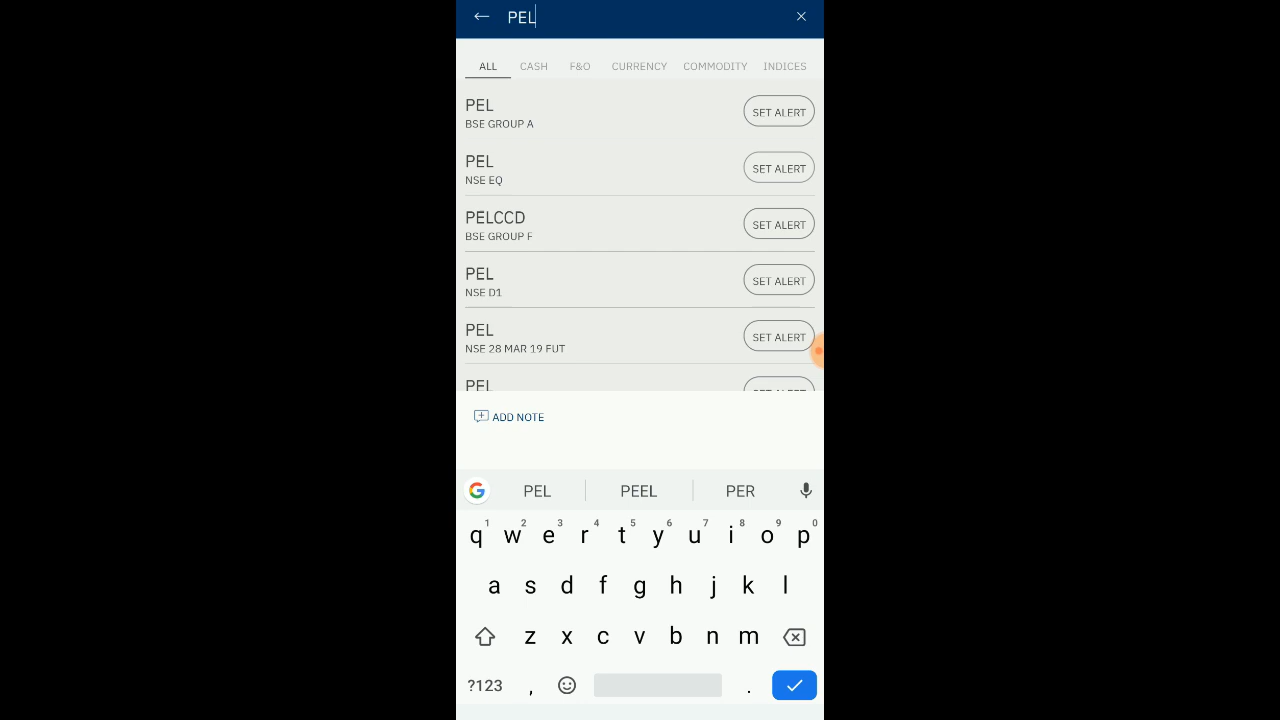 PEL
ALL CASH F&O CURRENCY COMMODITY INDICES
PEL
BSE GROUP A
SET ALERT
PEL
NSE EQ
SET ALERT
PELCCD
BSE GROUP F
SET ALERT
PEL
NSE D1
SET ALERT
PEL
NSE 28 MAR 19 FUT
SET ALERT
PEL
SET ALERT
ADD NOTE
PEL PEEL PER
1 2 3 4 5 6 7 8 9 0
q w e r t y u i o p
a s d f g h j k l
z x c v b n m
?123 , .